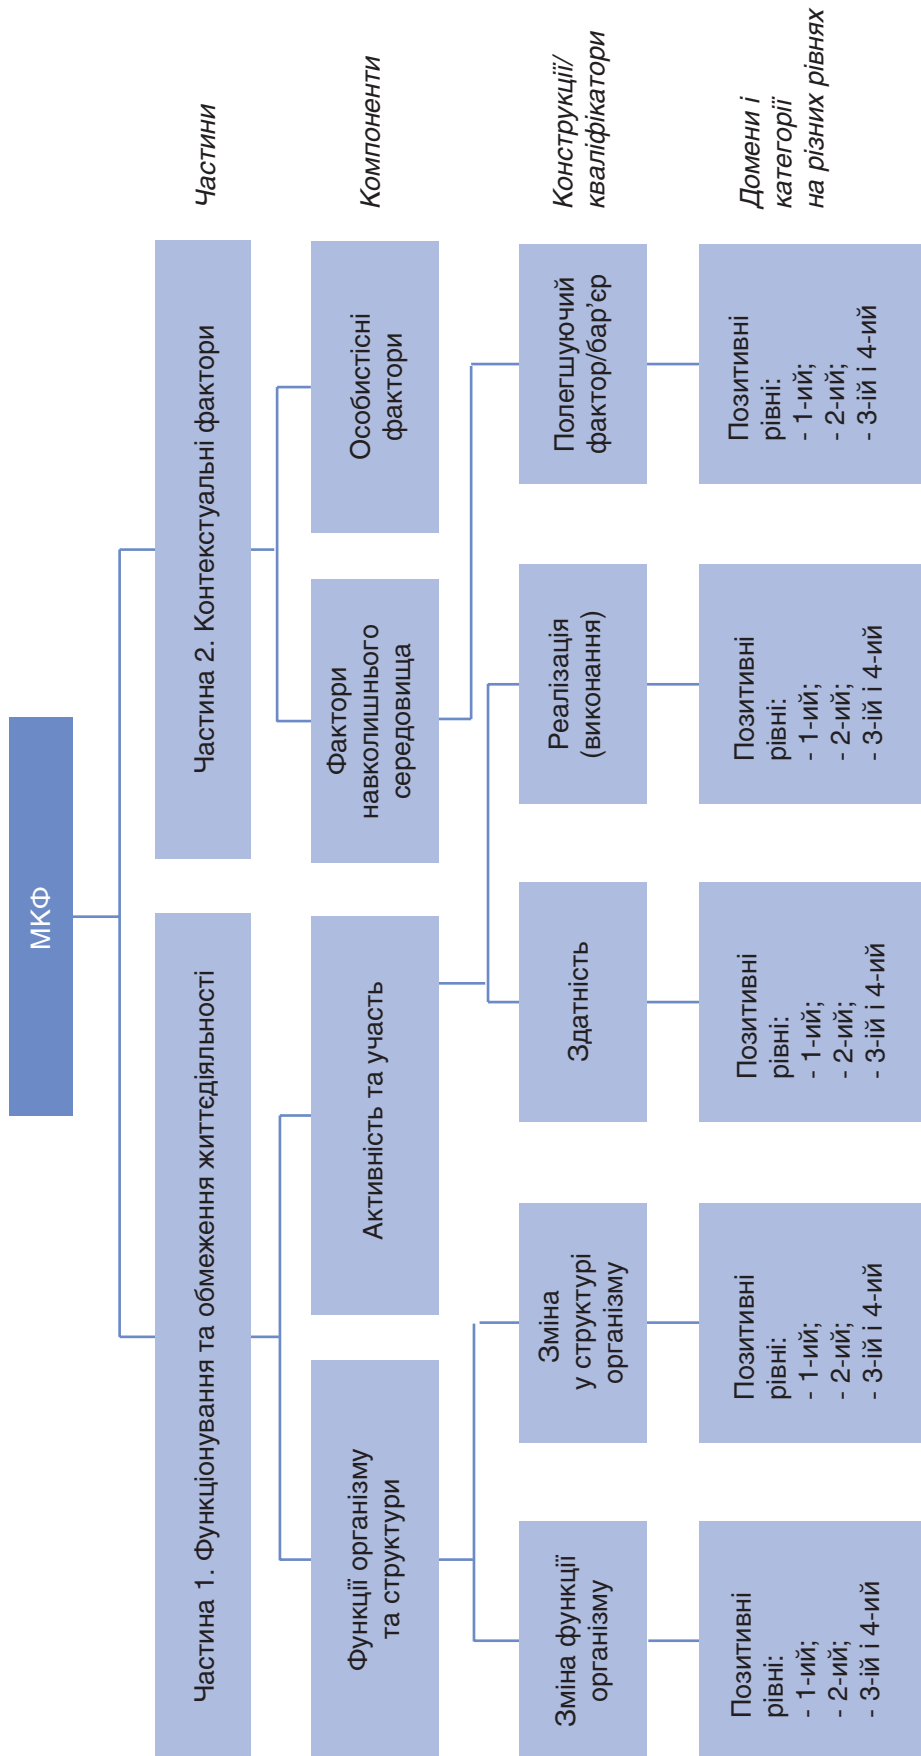 МКФ
Частина 1. Функціонування та обмеження життєдіяльності
Частина 2. Контекстуальні фактори
Частини
Функції організму
та структури
Активність та участь
Фактори
навколишнього
середовища
Особистісні
фактори
Компоненти
Зміна функції
організму
Зміна
у структурі
організму
Здатність
Реалізація
(виконання)
Полегшуючий
фактор/бар’єр
Конструкції/
кваліфікатори
Позитивні
рівні:
- 1-ий;
- 2-ий;
- 3-ій і 4-ий
Позитивні
рівні:
- 1-ий;
- 2-ий;
- 3-ій і 4-ий
Позитивні
рівні:
- 1-ий;
- 2-ий;
- 3-ій і 4-ий
Позитивні
рівні:
- 1-ий;
- 2-ий;
- 3-ій і 4-ий
Позитивні
рівні:
- 1-ий;
- 2-ий;
- 3-ій і 4-ий
Домени і
категорії
на різних рівнях